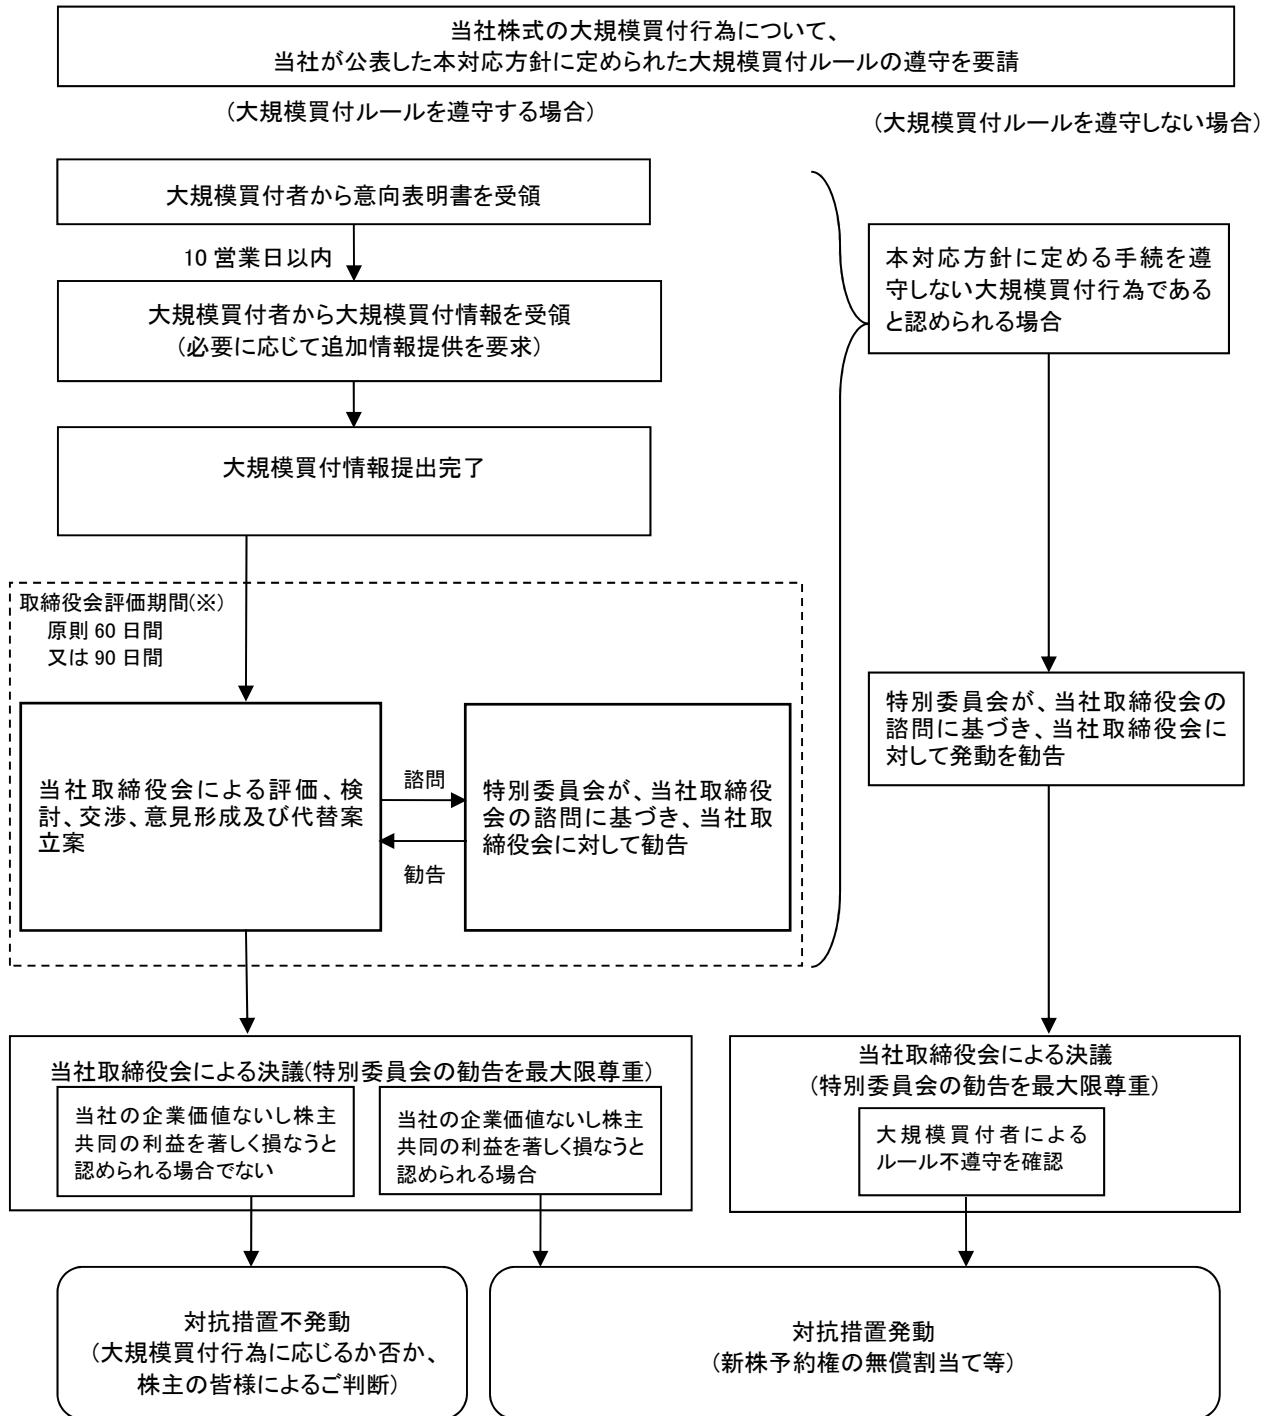 当社株式の大規模買付行為について、
当社が公表した本対応方針に定められた大規模買付ルールの遵守を要請
（大規模買付ルールを遵守する場合）
（大規模買付ルールを遵守しない場合）
大規模買付者から意向表明書を受領
10 営業日以内
大規模買付者から大規模買付情報を受領
（必要に応じて追加情報提供を要求）
大規模買付情報提出完了
本対応方針に定める手続を遵
守しない大規模買付行為である
と認められる場合
取締役会評価期間(※)
原則 60 日間
又は 90 日間
当社取締役会による評価、検
討、交渉、意見形成及び代替案
立案
諮問
勧告
特別委員会が、当社取締役
会の諮問に基づき、当社取
締役会に対して勧告
特別委員会が、当社取締役会の
諮問に基づき、当社取締役会に
対して発動を勧告
当社取締役会による決議（特別委員会の勧告を最大限尊重）
当社の企業価値ないし株主
共同の利益を著しく損なうと
認められる場合でない
当社の企業価値ないし株主
共同の利益を著しく損なうと
認められる場合
当社取締役会による決議
（特別委員会の勧告を最大限尊重）
大規模買付者による
ルール不遵守を確認
対抗措置不発動
（大規模買付行為に応じるか否か、
株主の皆様によるご判断）
対抗措置発動
（新株予約権の無償割当て等）